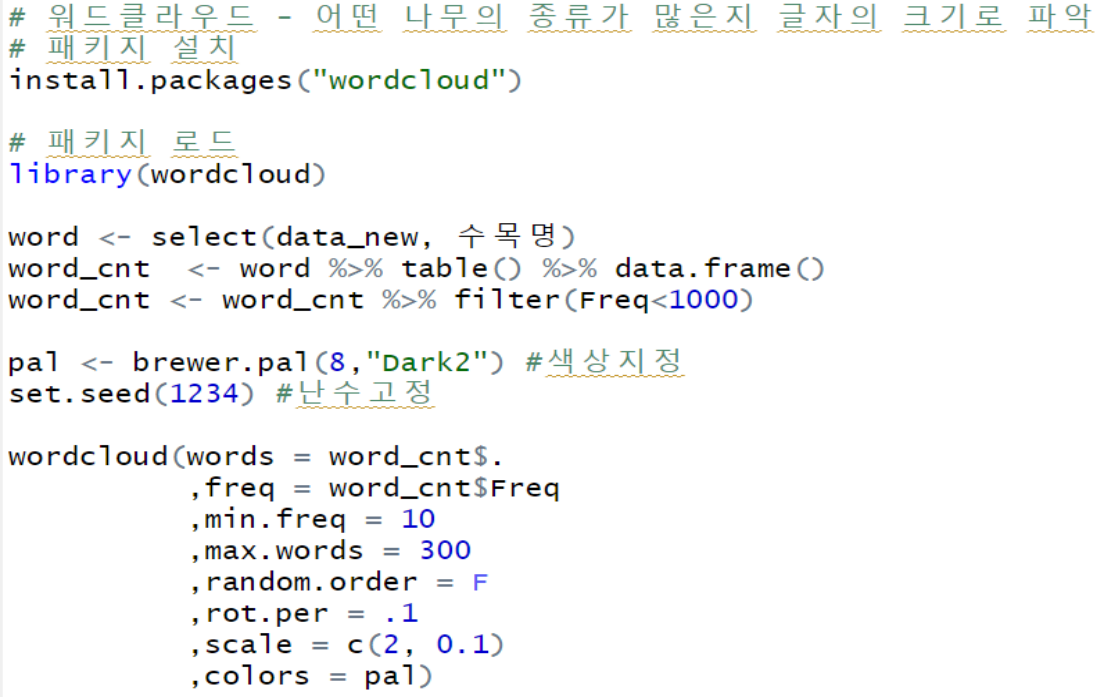 # 워드클라우드 - 어떤 나무의 종류가 많은지 글자의 크기로 파악
# 패키지 설치
install.packages("wordcloud")
# 패키지 로드
library(wordcloud)
word <- select(data_new, 수목명)
word_cnt  <- word %>% table() %>% data.frame()
word_cnt <- word_cnt %>% filter(Freq<1000)
pal <- brewer.pal(8,"Dark2") #색상지정
set.seed(1234) #난수고정
wordcloud(words = word_cnt$.
,freq = word_cnt$Freq
,min.freq = 10
,max.words = 300
,random.order = F
,rot.per = .1
,scale = c(2, 0.1)
,colors = pal)